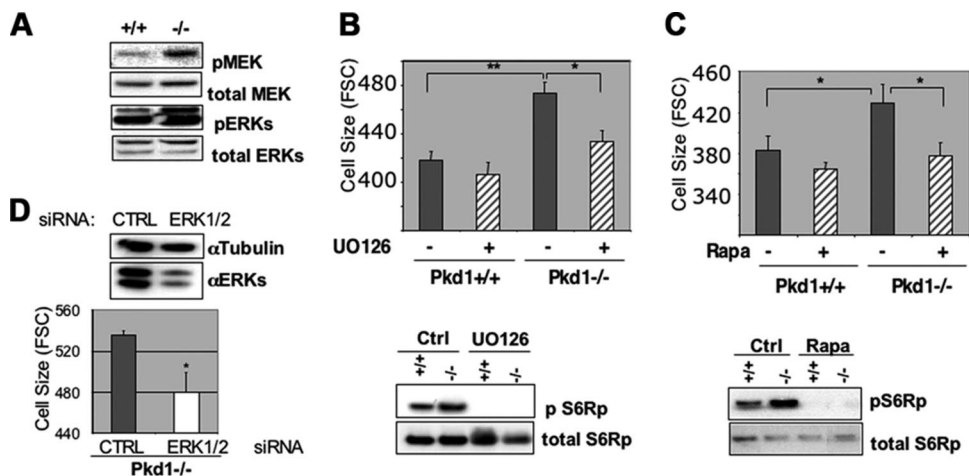 A
+/+ -/-
pMEK
total MEK
pERKs
total ERKs
B
Cell Size (FSC)
480
440
400
** *
UO126 - + - +
Pkd1+/+ Pkd1-/-
Ctrl UO126
+/+ -/- +/+ -/-
p S6Rp
total S6Rp
C
Cell Size (FSC)
460
420
380
340
* *
Rapa - + - +
Pkd1+/+ Pkd1-/-
Ctrl Rapa
+/+ -/- +/+ -/-
pS6Rp
total S6Rp
D
siRNA: CTRL ERK1/2
αTubulin
αERKs
Cell Size (FSC)
560
520
480
440
*
CTRL ERK1/2 siRNA
Pkd1-/-